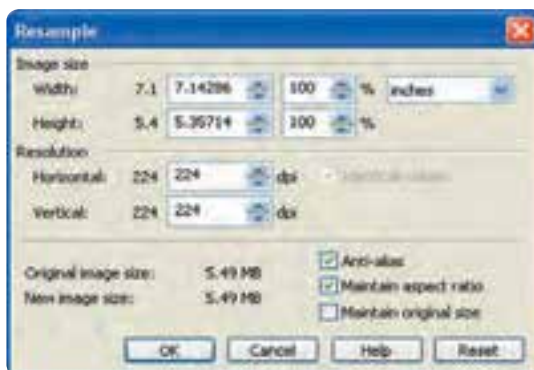 Resample
Image size
Width: 7.1 7.14286 100 % inches
Height: 5.4 5.35714 100 %
Resolution
Horizontal: 224 224 dpi Identical values
Vertical: 224 224 dpi
Original image size: 5.49 MB
New image size: 5.49 MB
Anti-alias
Maintain aspect ratio
Maintain original size
OK Cancel Help Reset